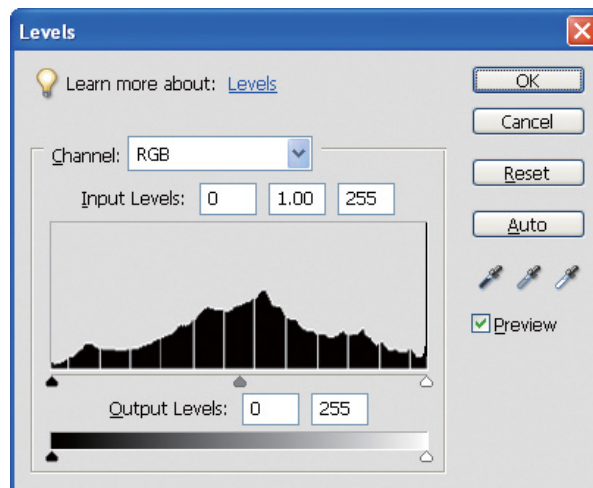 Levels
Learn more about: Levels
OK
Cancel
Channel: RGB
Reset
Input Levels: 0 1.00 255
Auto
Preview
Output Levels: 0 255